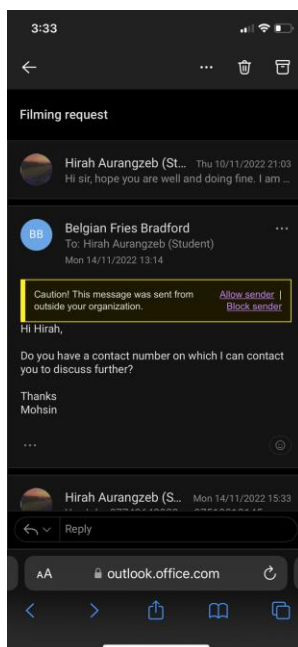 3:33
Filming request
Hirah Aurangzeb (St... Thu 10/11/2022 21:03
Hi sir, hope you are well and doing fine. I am ...
BB
Belgian Fries Bradford
To: Hirah Aurangzeb (Student)
Mon 14/11/2022 13:14
Caution! This message was sent from outside your organization.
Allow sender | Block sender
Hi Hirah,
Do you have a contact number on which I can contact
you to discuss further?
Thanks
Mohsin
Hirah Aurangzeb (S... Mon 14/11/2022 15:33
Reply
AA outlook.office.com